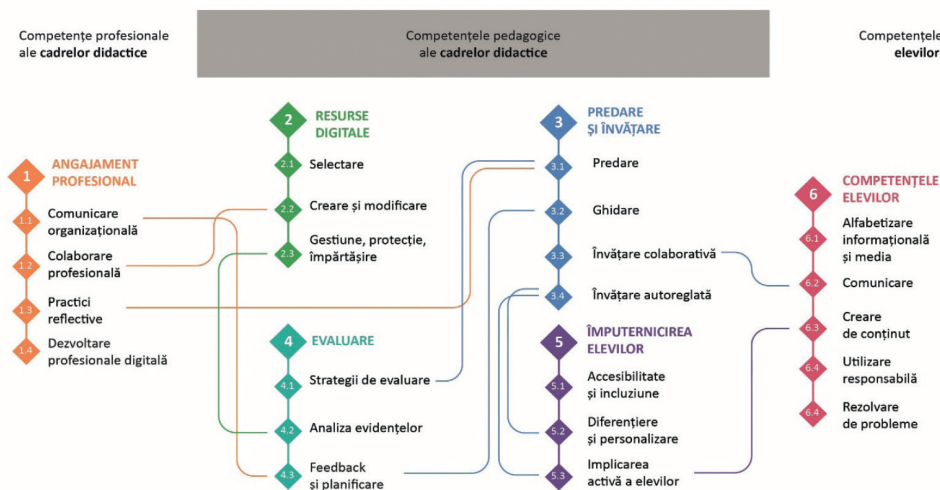 Competențe profesionale
ale cadrelor didactice
Competențele pedagogice
ale cadrelor didactice
Competențele
elevilor
1
ANGAJAMENT
PROFESIONAL
1.1
Comunicare
organizațională
1.2
Colaborare
profesională
1.3
Practici
reflective
1.4
Dezvoltare
profesionale digitală
2
RESURSE
DIGITALE
2.1
Selectare
2.2
Creare și modificare
2.3
Gestiune, protecție,
împărtășire
4
EVALUARE
4.1
Strategii de evaluare
4.2
Analiza evidențelor
4.3
Feedback
și planificare
3
PREDARE
ȘI ÎNVĂȚARE
3.1
Predare
3.2
Ghidare
3.3
Învățare colaborativă
3.4
Învățare autoreglată
5
ÎMPUTERNICIREA
ELEVILOR
5.1
Accesibilitate
și incluziune
5.2
Diferențiere
și personalizare
5.3
Implicarea
activă a elevilor
6
COMPETENȚELE
ELEVILOR
6.1
Alfabetizare
informațională
și media
6.2
Comunicare
6.3
Creare
de conținut
6.4
Utilizare
responsabilă
6.4
Rezolvare
de probleme